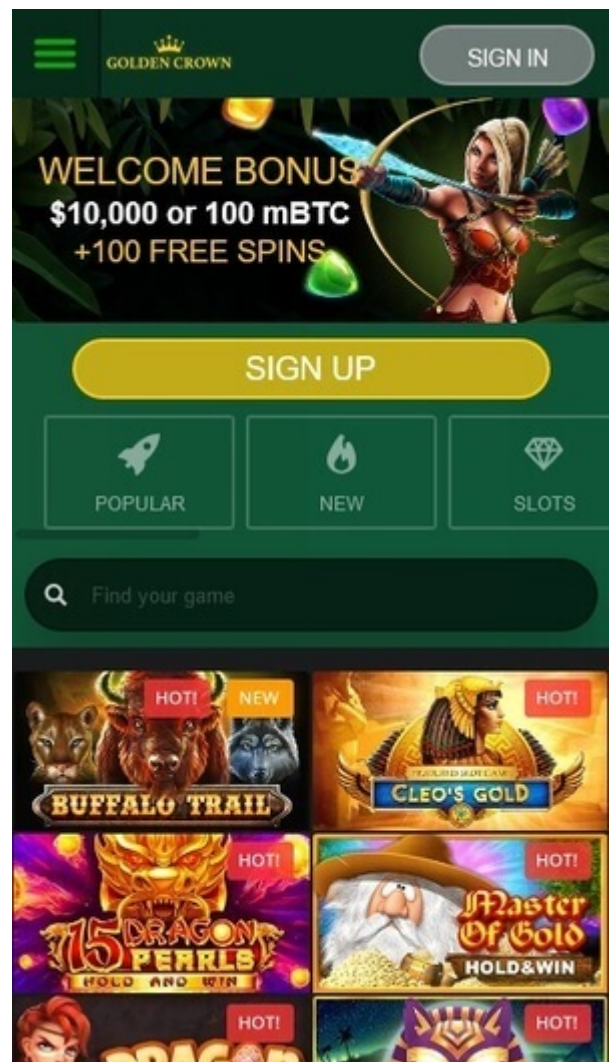 GOLDEN CROWN
SIGN IN
WELCOME BONUS
$10,000 or 100 mBTC
+100 FREE SPINS
SIGN UP
POPULAR
NEW
SLOTS
Find your game
HOT!
NEW
BUFFALO TRAIL
HOT!
CLEO'S GOLD
HOT!
15 DRAGON
PEARLS
HOLD AND WIN
HOT!
Master
Of Gold
HOLD&WIN
HOT!
DRAGON
HOT!